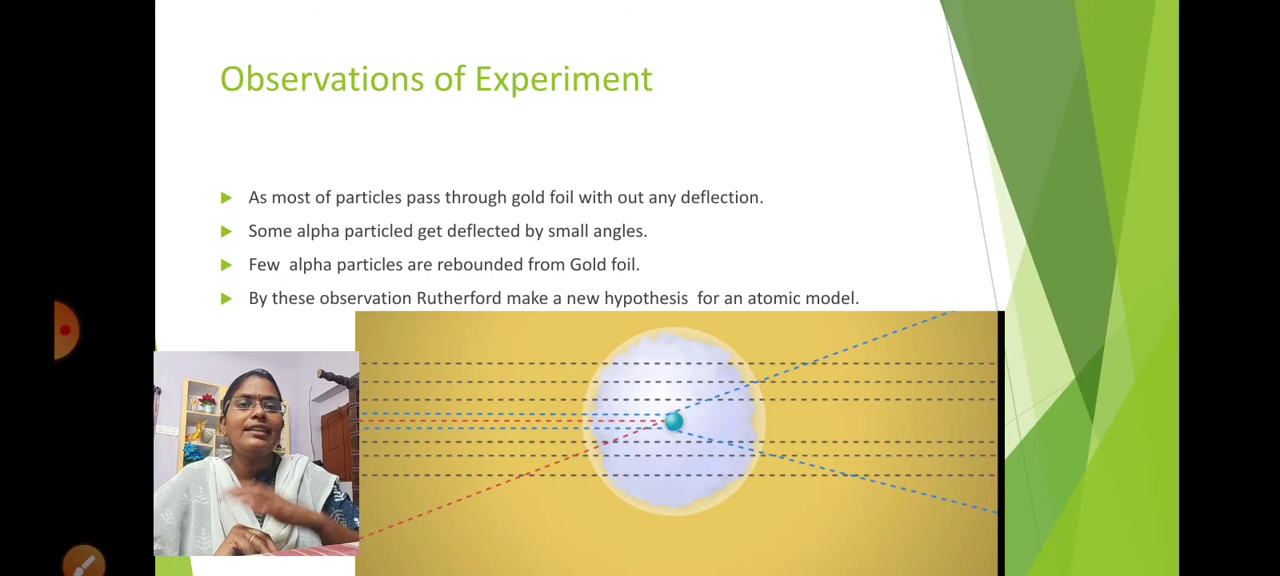 Observations of Experiment
As most of particles pass through gold foil with out any deflection.
Some alpha particled get deflected by small angles.
Few  alpha particles are rebounded from Gold foil.
By these observation Rutherford make a new hypothesis  for an atomic model.